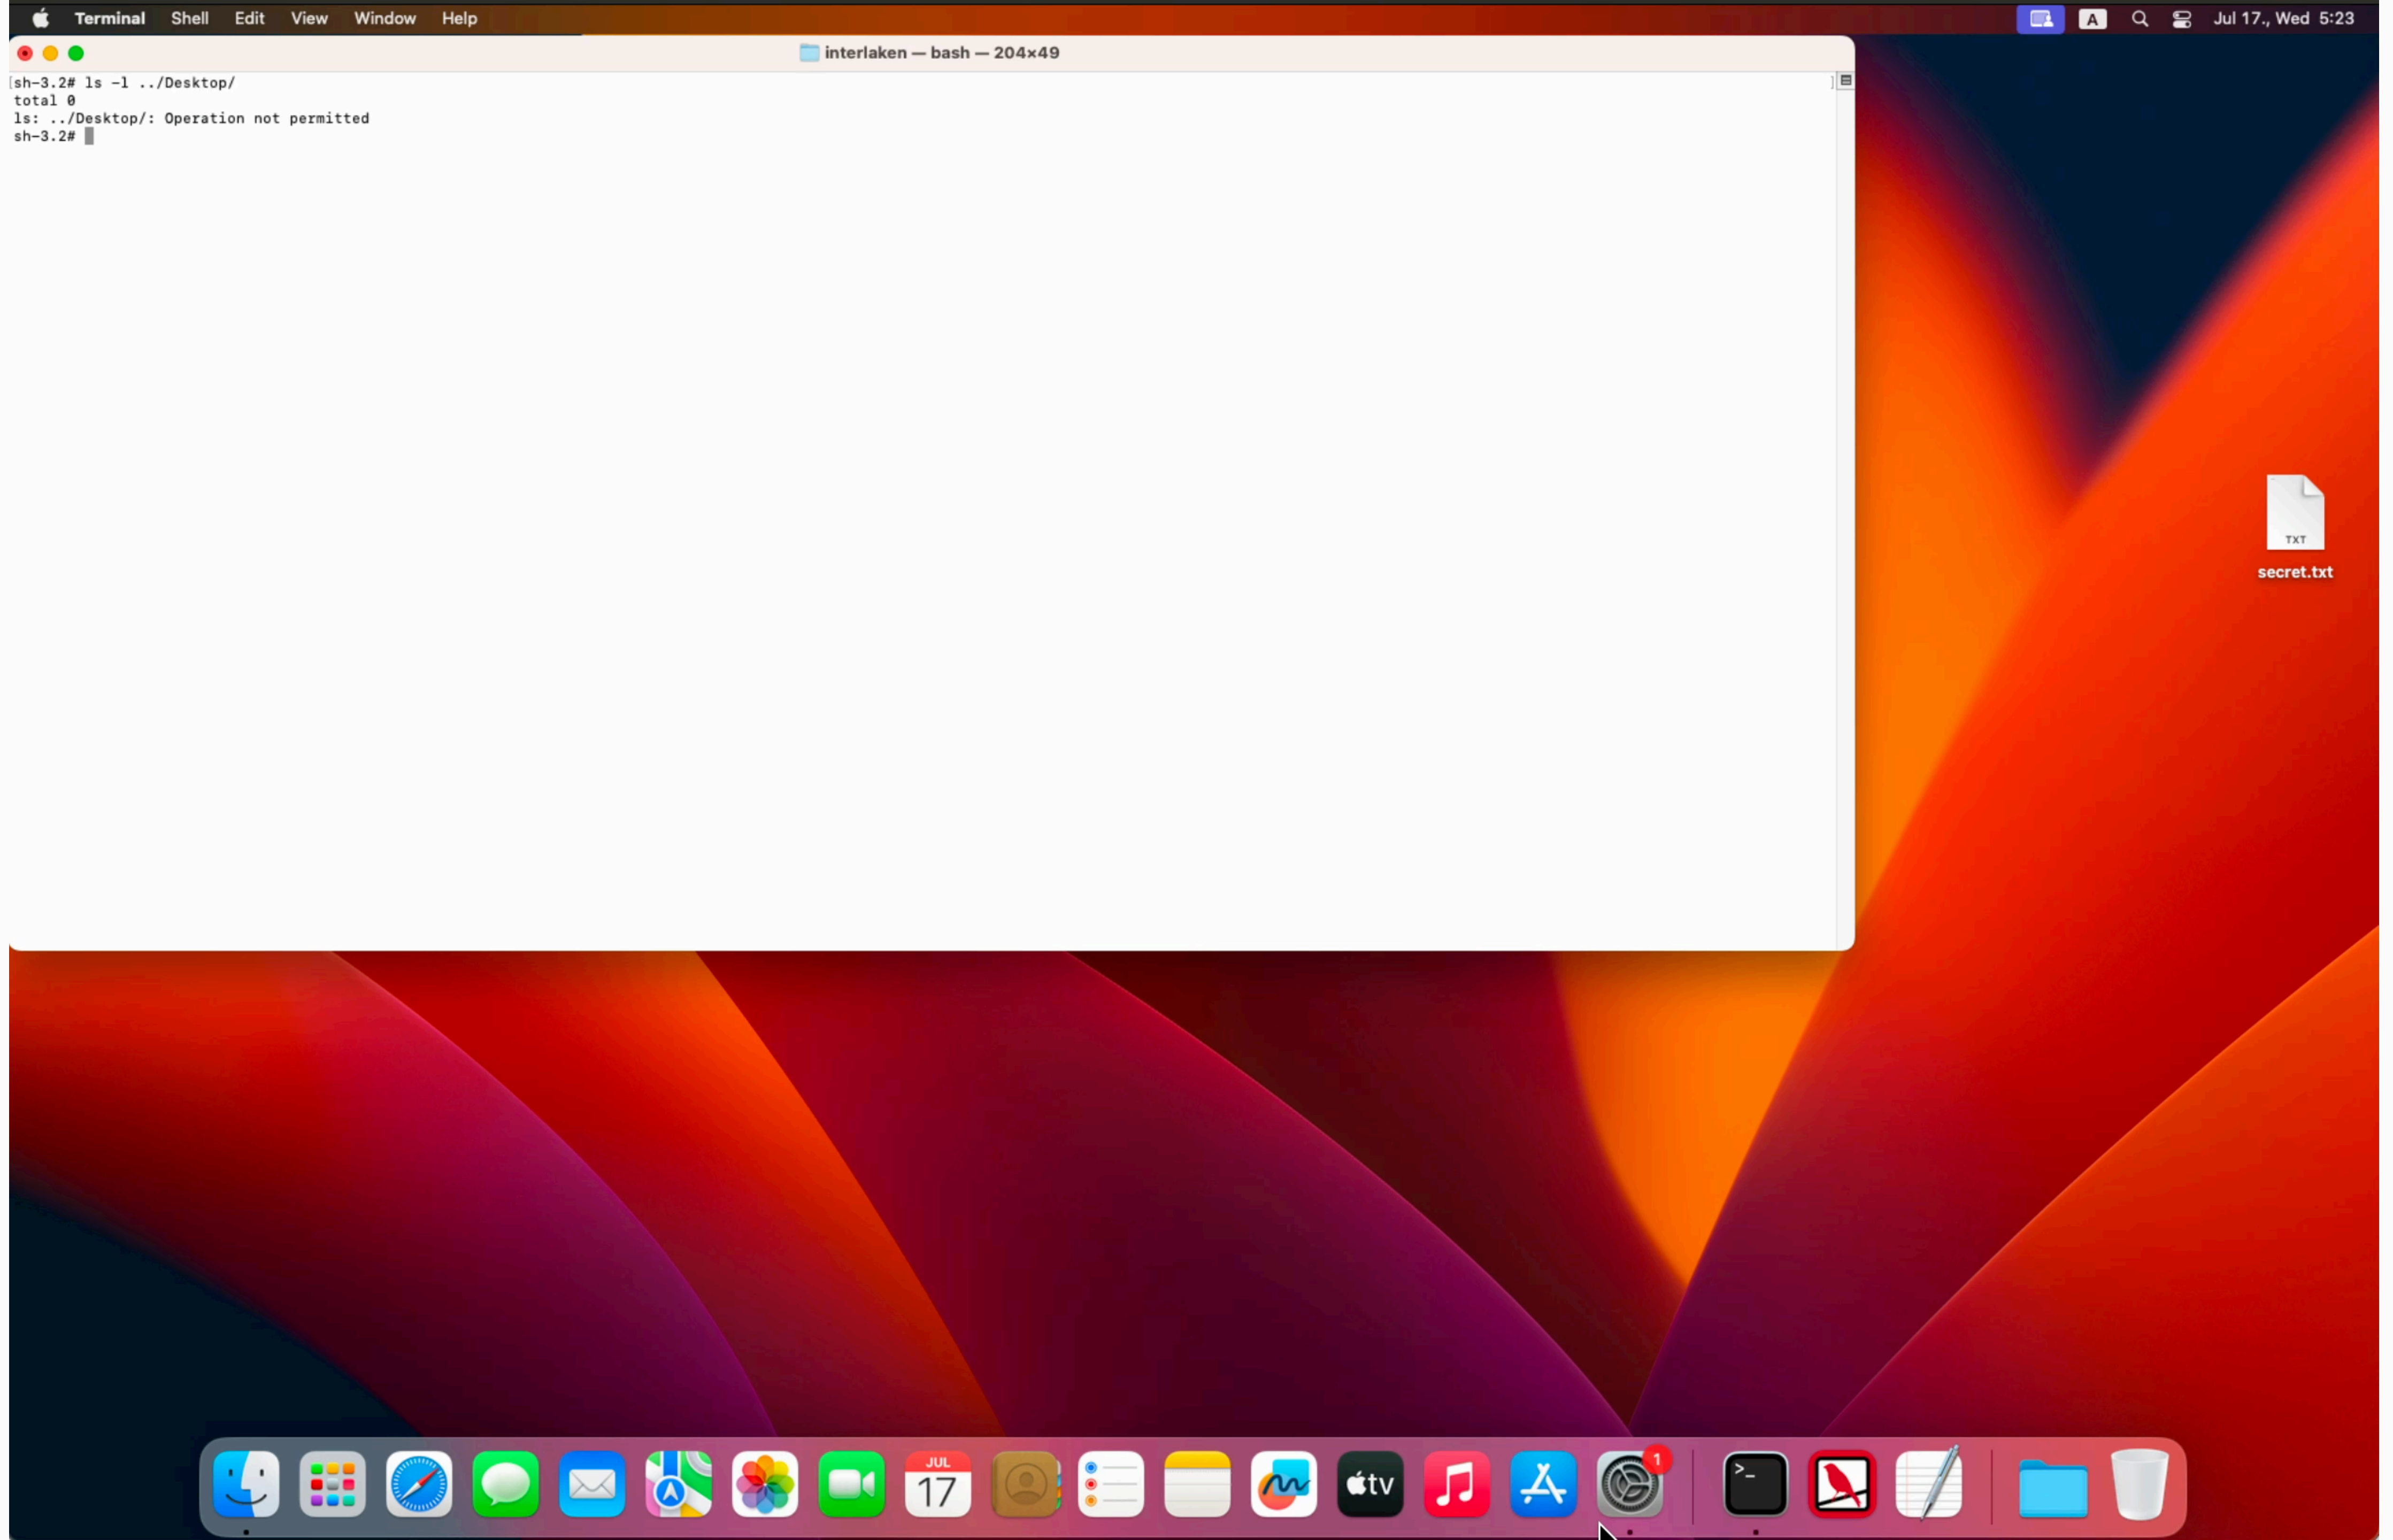 Terminal Shell Edit View Window Help
A Jul 17., Wed 5:23
interlaken — bash — 204×49
[sh-3.2# ls -l ../Desktop/ ]
total 0
ls: ../Desktop/: Operation not permitted
sh-3.2#
TXT
secret.txt
JUL
17
tv
1
>_